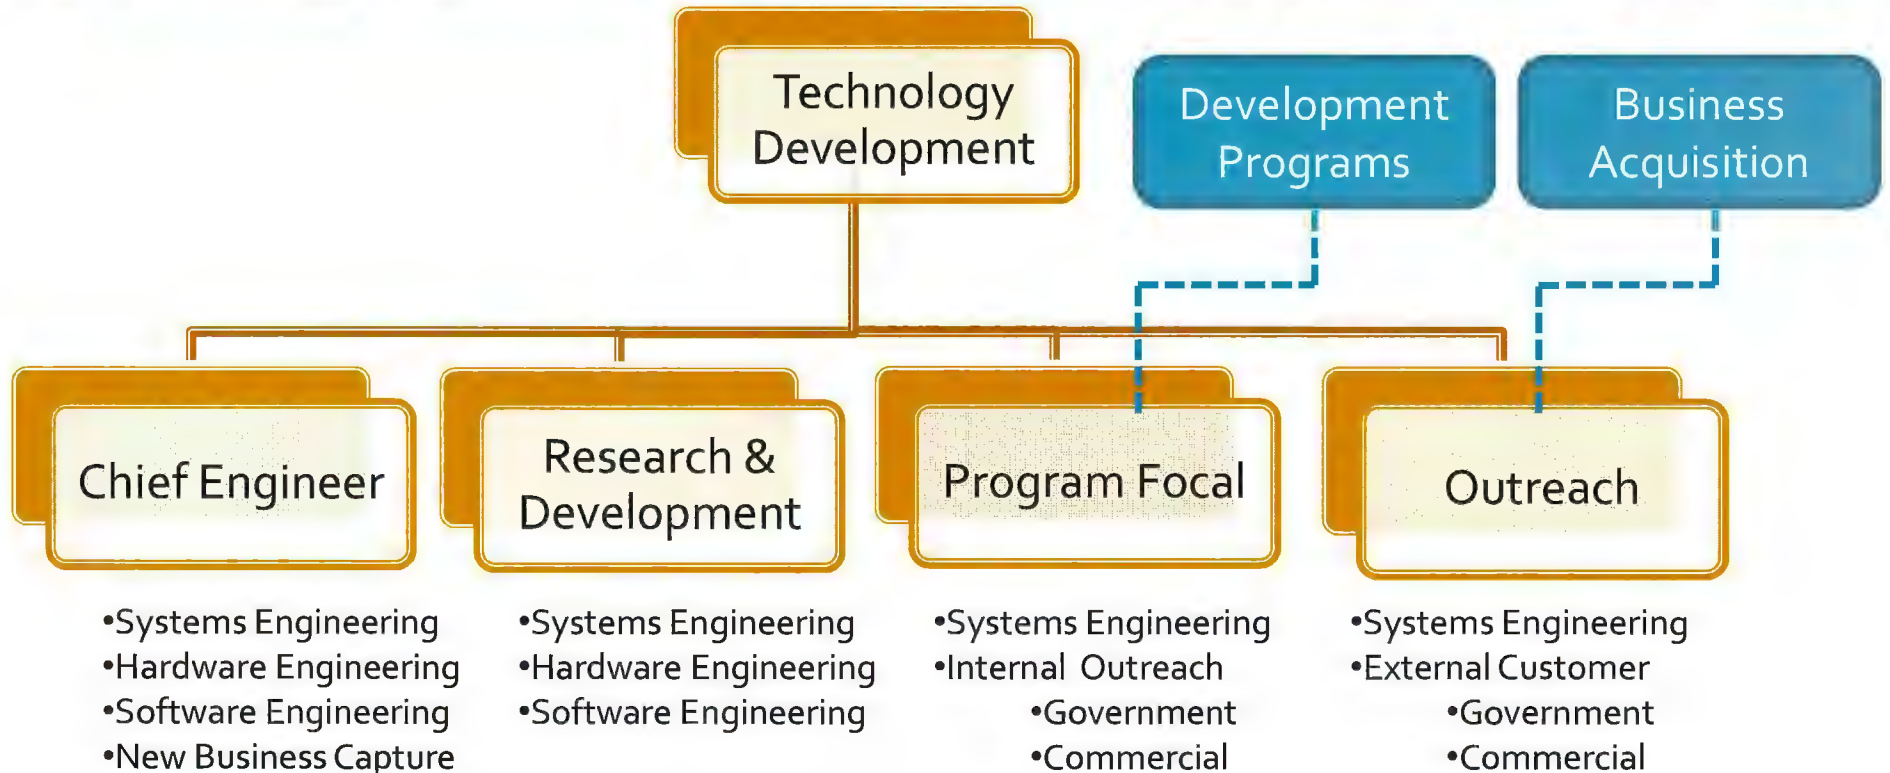 Technology
Development
Development
Programs
Business
Acquisition
Chief Engineer
Research &
Development
Program Focal
Outreach
•Systems Engineering
•Hardware Engineering
•Software Engineering
•New Business Capture
•Systems Engineering
•Hardware Engineering
•Software Engineering
•Systems Engineering
•Internal Outreach
•Government
•Commercial
•Systems Engineering
•External Customer
•Government
•Commercial